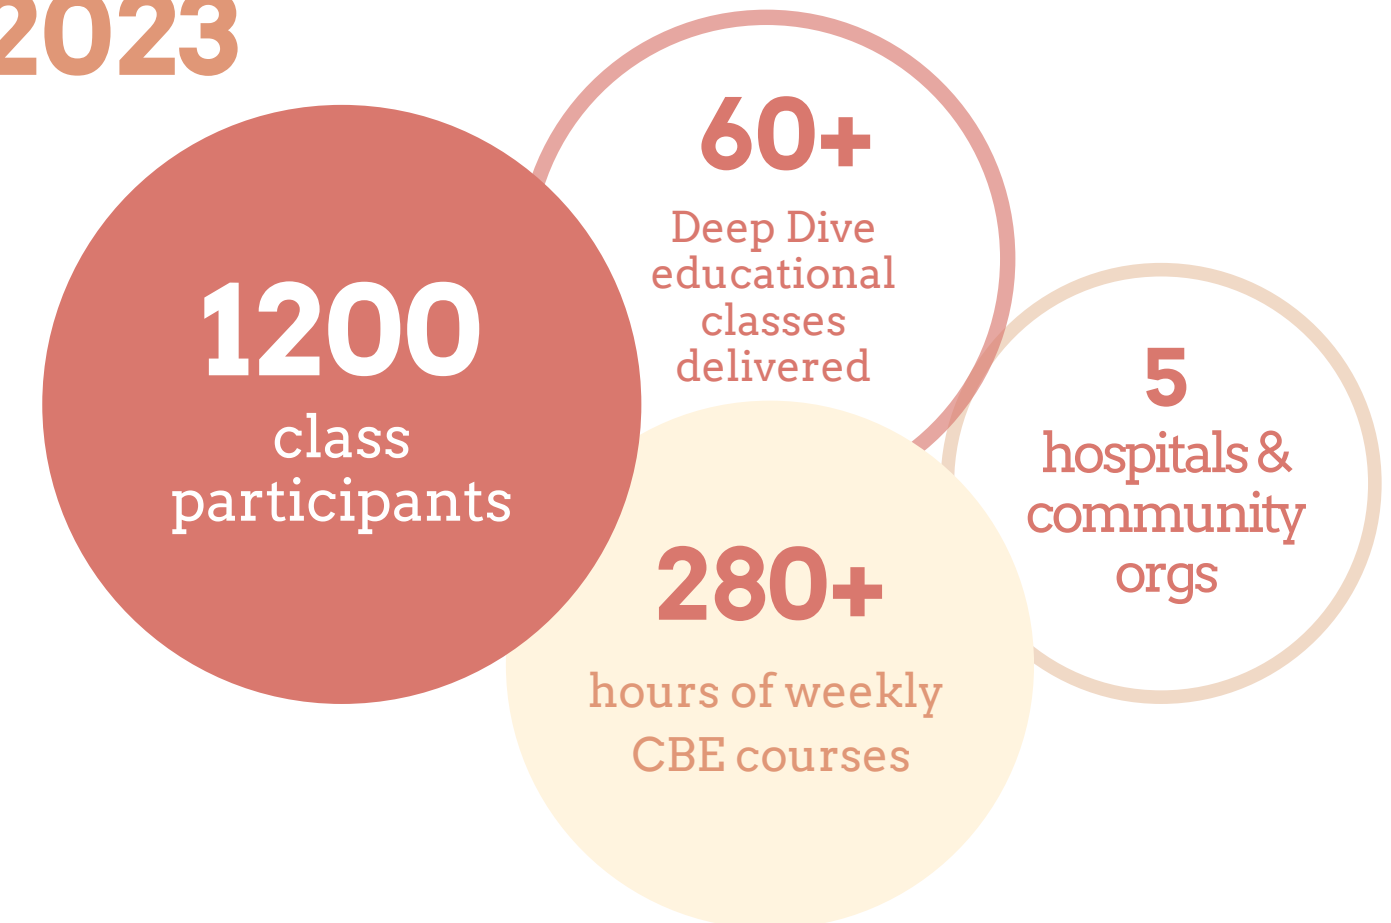 2023
60+
Deep Dive
educational
classes
delivered
1200
class
participants
5
hospitals &
community
orgs
280+
hours of weekly
CBE courses